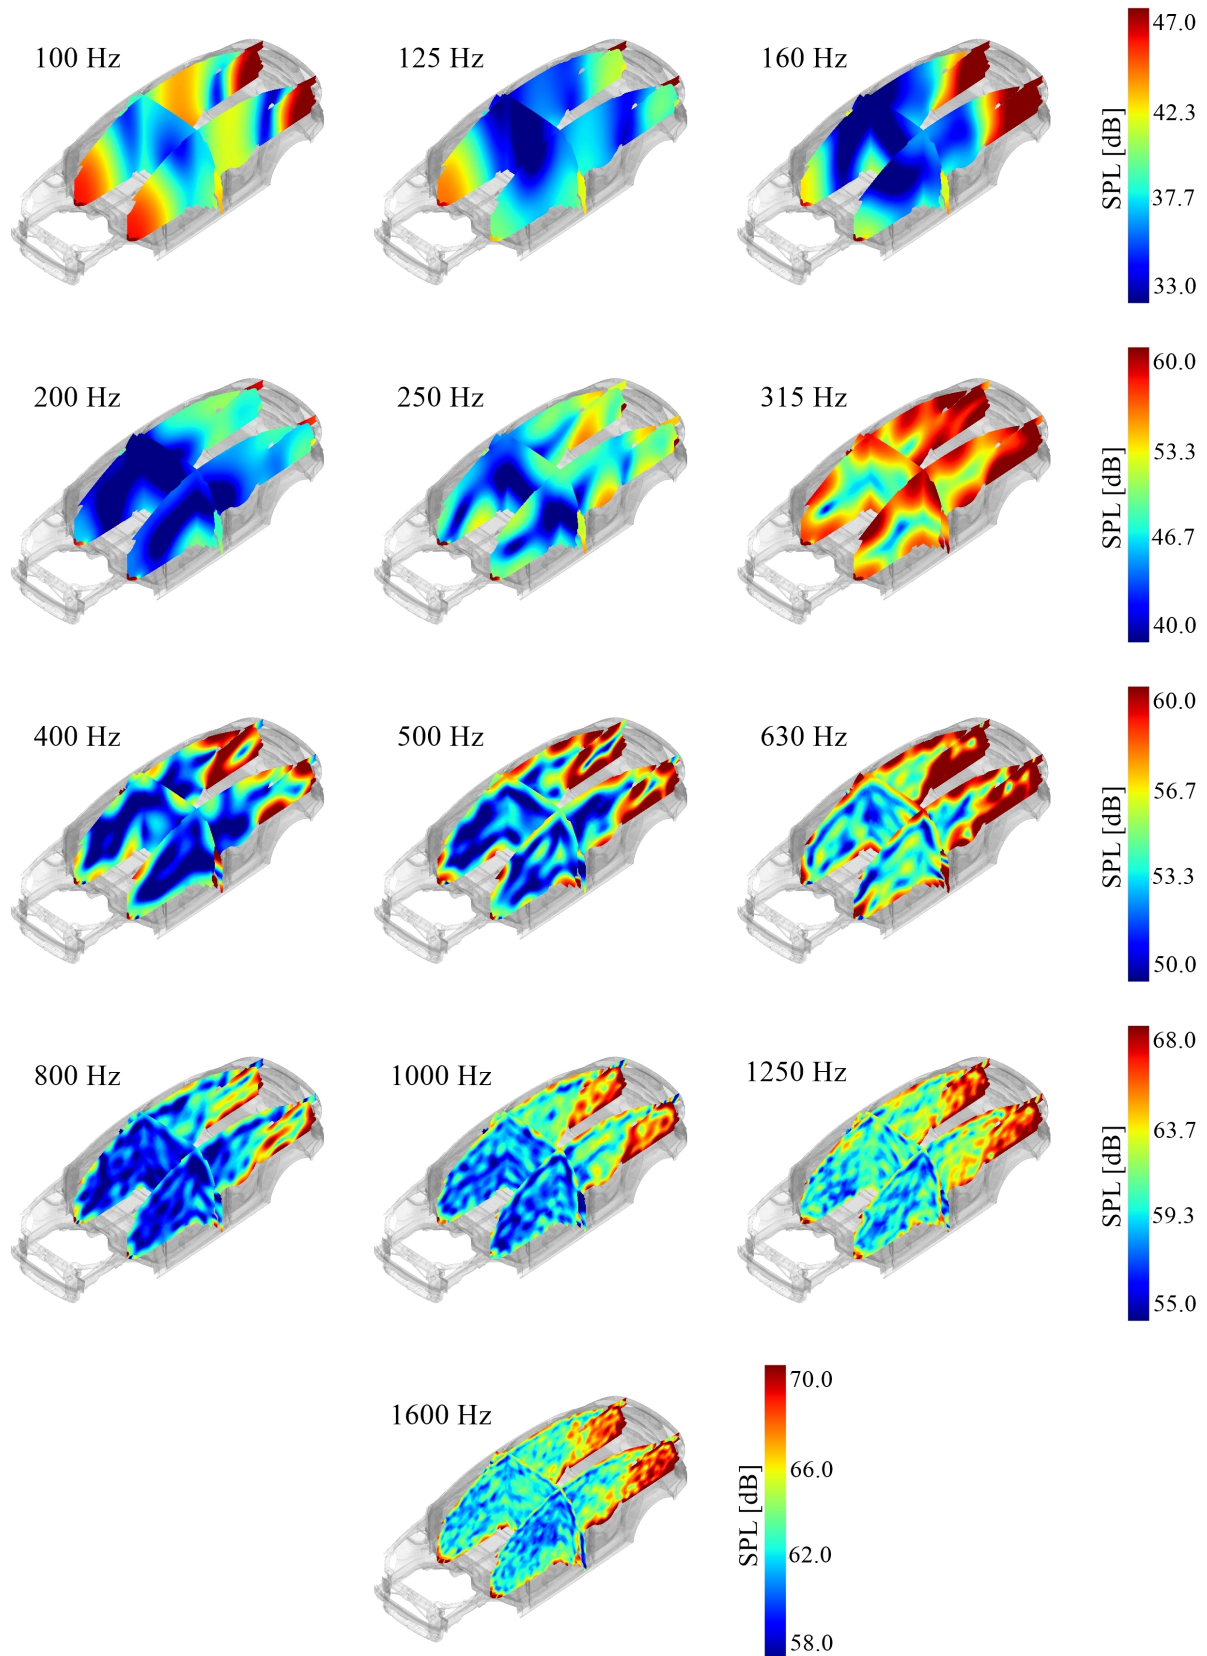 100 Hz
125 Hz
160 Hz
47.0
42.3
37.7
33.0
SPL [dB]
200 Hz
250 Hz
315 Hz
60.0
53.3
46.7
40.0
SPL [dB]
400 Hz
500 Hz
630 Hz
60.0
56.7
53.3
50.0
SPL [dB]
800 Hz
1000 Hz
1250 Hz
68.0
63.7
59.3
55.0
SPL [dB]
1600 Hz
70.0
66.0
62.0
58.0
SPL [dB]